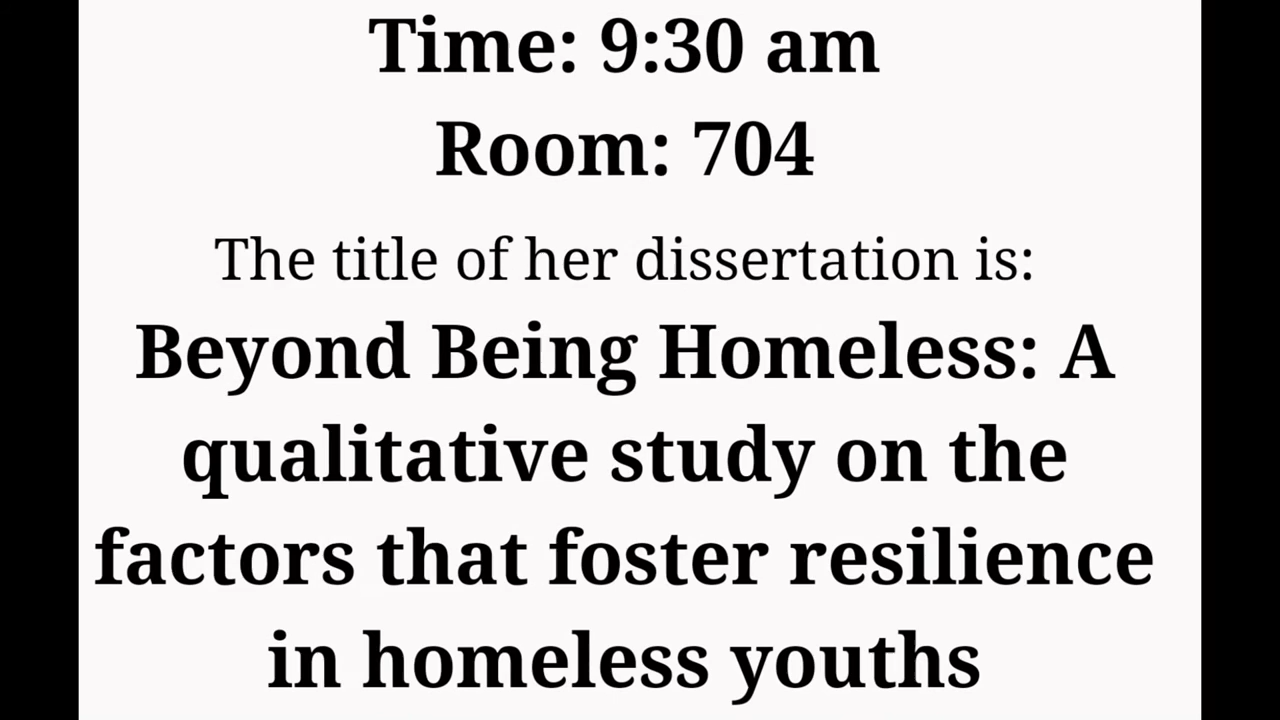 Time: 9:30 am
Room: 704
The title of her dissertation is:
Beyond Being Homeless: A
qualitative study on the
factors that foster resilience
in homeless youths